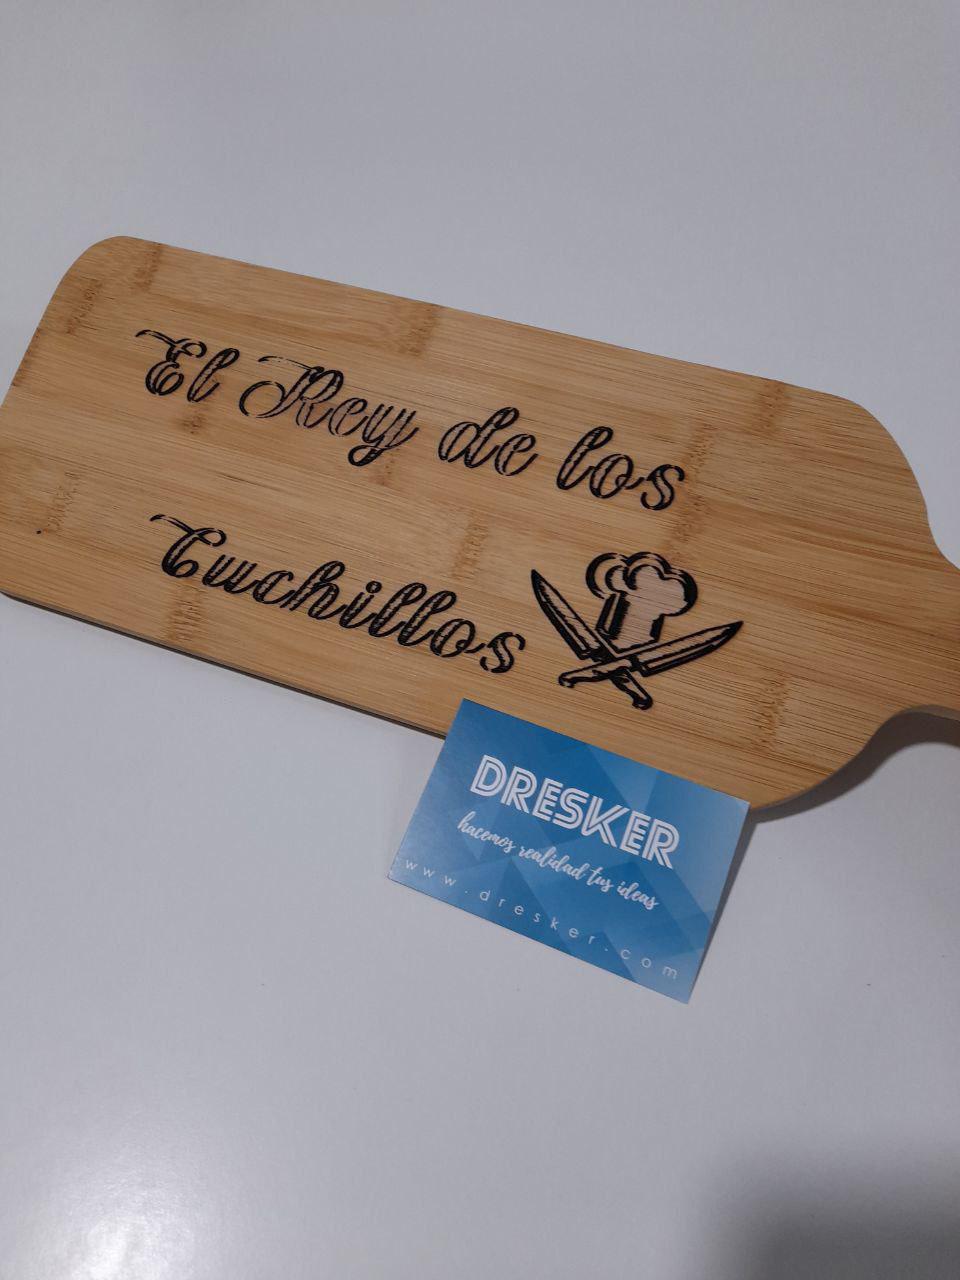 El Rey de los
Cuchillos
DRESKER
hacemos realidad tus ideas
www.dresker.com